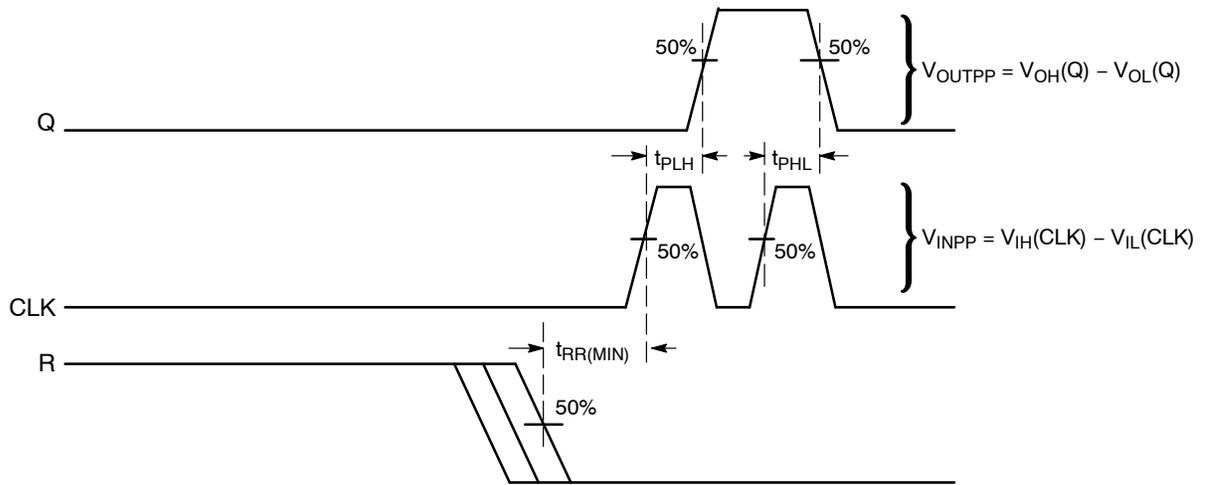 50%
50%
V_OUTPP = V_OH(Q) − V_OL(Q)
Q
t_PLH
t_PHL
50%
50%
V_INPP = V_IH(CLK) − V_IL(CLK)
CLK
t_RR(MIN)
R
50%